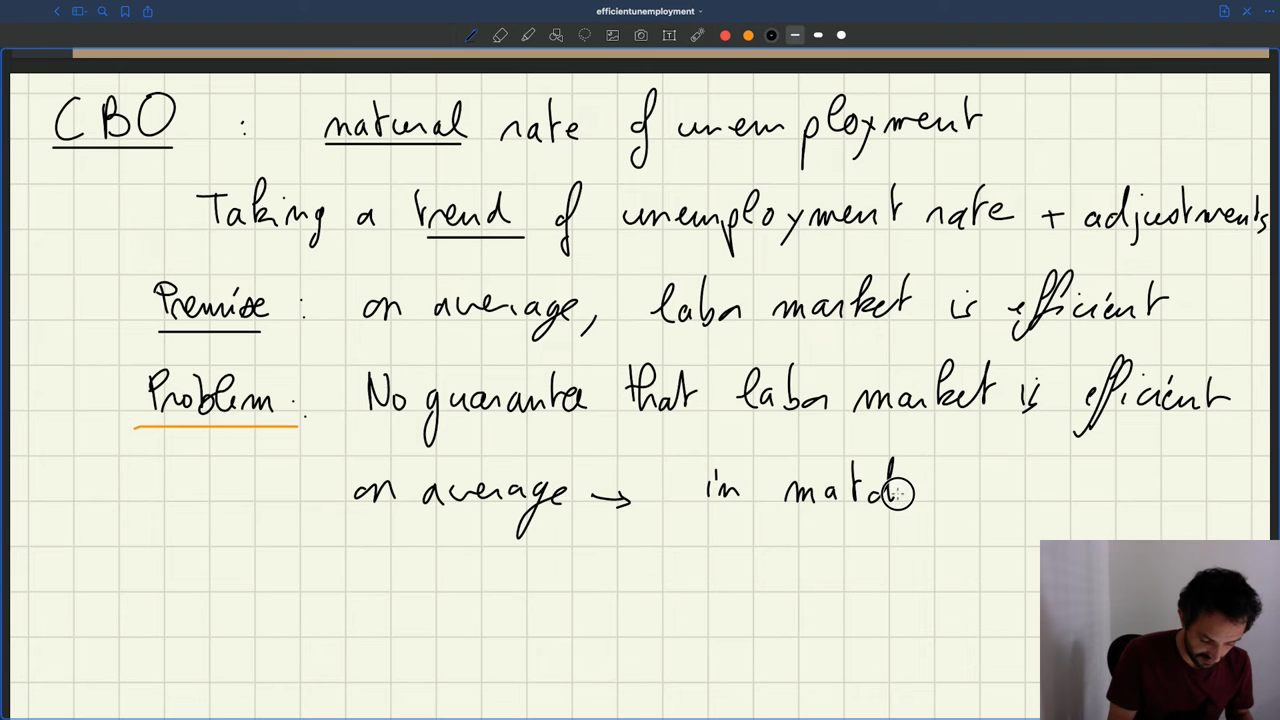 efficientunemployment
CBO : natural rate of unemployment
Taking a trend of unemployment rate + adjustments
Premise : on average, labor market is efficient
Problem : No guarantee that labor market is efficient
on average → in match